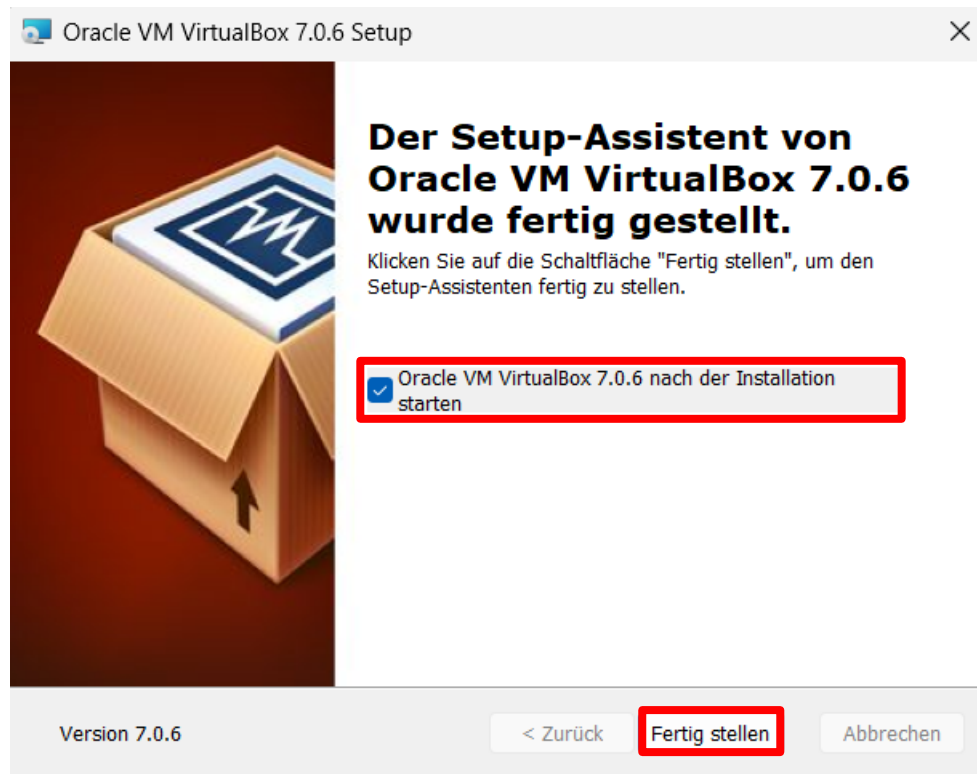 Oracle VM VirtualBox 7.0.6 Setup
Der Setup-Assistent von
Oracle VM VirtualBox 7.0.6
wurde fertig gestellt.
Klicken Sie auf die Schaltfläche "Fertig stellen", um den
Setup-Assistenten fertig zu stellen.
Oracle VM VirtualBox 7.0.6 nach der Installation
starten
Version 7.0.6
< Zurück
Fertig stellen
Abbrechen